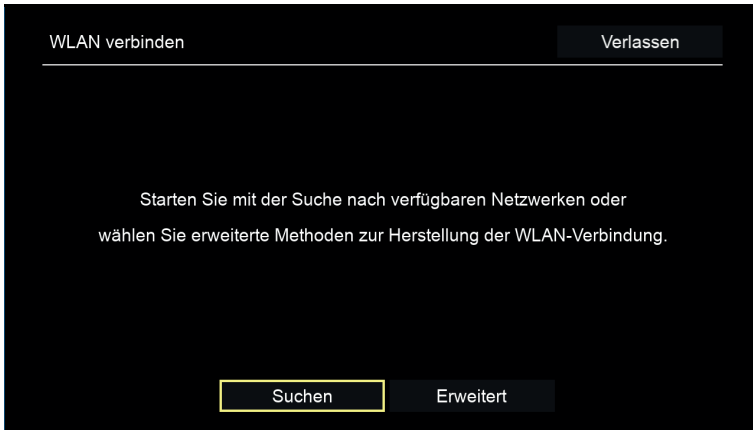 WLAN verbinden
Verlassen
Starten Sie mit der Suche nach verfügbaren Netzwerken oder
wählen Sie erweiterte Methoden zur Herstellung der WLAN-Verbindung.
Suchen
Erweitert